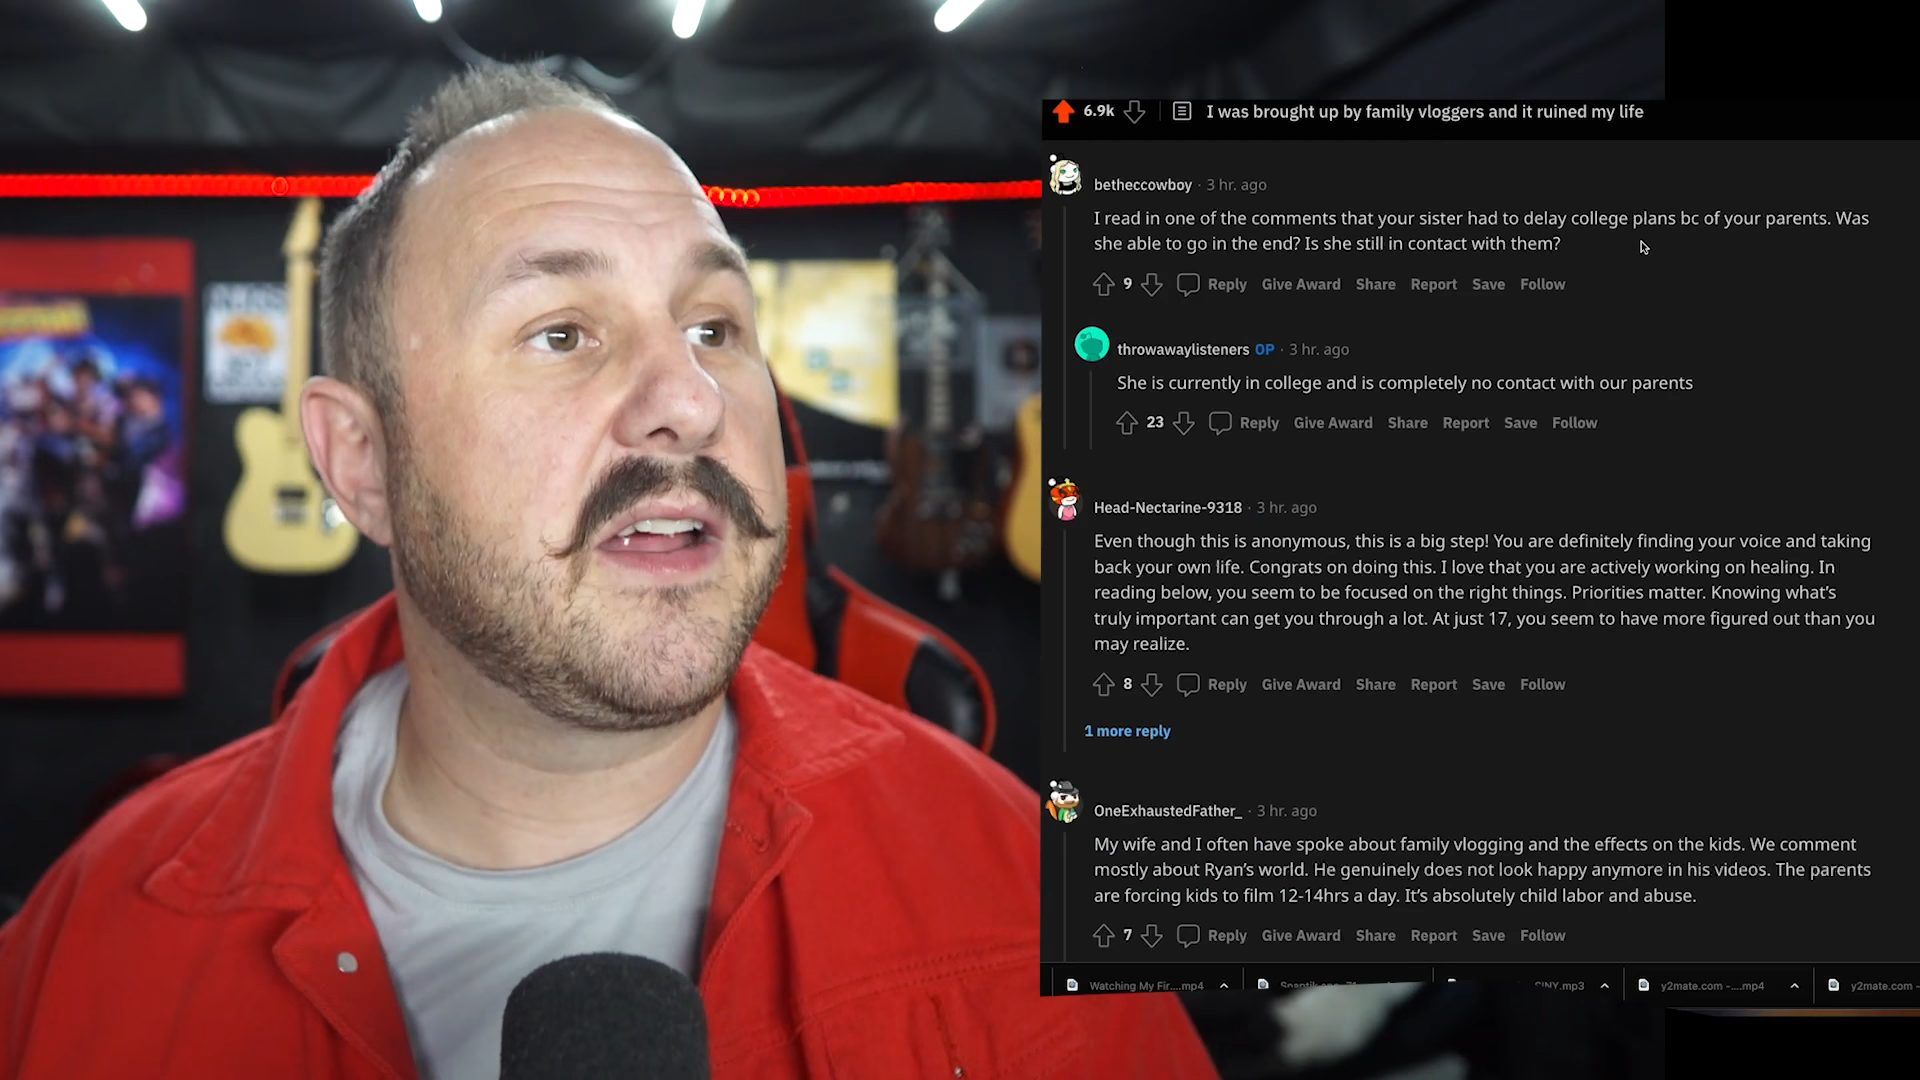 6.9k I was brought up by family vloggers and it ruined my life
betheccowboy · 3 hr. ago
I read in one of the comments that your sister had to delay college plans bc of your parents. Was
she able to go in the end? Is she still in contact with them?
9 Reply Give Award Share Report Save Follow
throwawaylisteners OP · 3 hr. ago
She is currently in college and is completely no contact with our parents
23 Reply Give Award Share Report Save Follow
Head-Nectarine-9318 · 3 hr. ago
Even though this is anonymous, this is a big step! You are definitely finding your voice and taking
back your own life. Congrats on doing this. I love that you are actively working on healing. In
reading below, you seem to be focused on the right things. Priorities matter. Knowing what's
truly important can get you through a lot. At just 17, you seem to have more figured out than you
may realize.
8 Reply Give Award Share Report Save Follow
1 more reply
OneExhaustedFather_ · 3 hr. ago
My wife and I often have spoke about family vlogging and the effects on the kids. We comment
mostly about Ryan's world. He genuinely does not look happy anymore in his videos. The parents
are forcing kids to film 12-14hrs a day. It's absolutely child labor and abuse.
7 Reply Give Award Share Report Save Follow
Watching My Fir....mp4 y2mate.com -....mp4 y2mate.com -